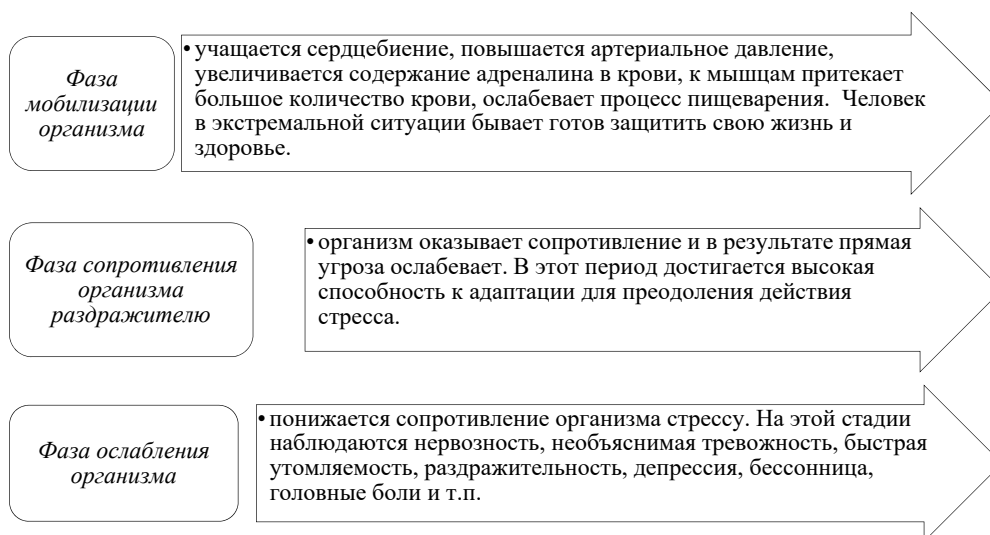 Фаза
мобилизации
организма
• учащается сердцебиение, повышается артериальное давление,
увеличивается содержание адреналина в крови, к мышцам притекает
большое количество крови, ослабевает процесс пищеварения. Человек
в экстремальной ситуации бывает готов защитить свою жизнь и
здоровье.
Фаза сопротивления
организма
раздражителю
• организм оказывает сопротивление и в результате прямая
угроза ослабевает. В этот период достигается высокая
способность к адаптации для преодоления действия
стресса.
Фаза ослабления
организма
• понижается сопротивление организма стрессу. На этой стадии
наблюдаются нервозность, необъяснимая тревожность, быстрая
утомляемость, раздражительность, депрессия, бессонница,
головные боли и т.п.